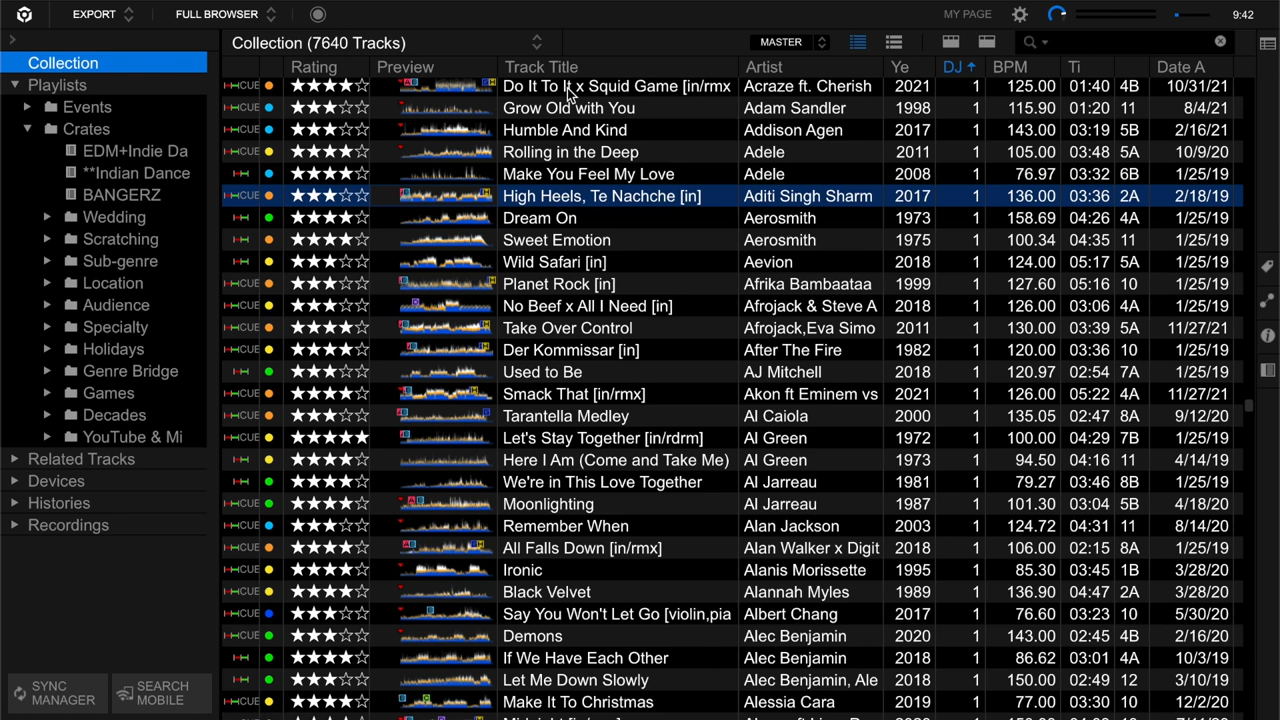 EXPORT FULL BROWSER MY PAGE 9:42
Collection (7640 Tracks) MASTER
Rating Preview Track Title Artist Ye DJ BPM Ti Date A
Collection
Playlists
Events
Crates
EDM+Indie Da
**Indian Dance
BANGERZ
Wedding
Scratching
Sub-genre
Location
Audience
Specialty
Holidays
Genre Bridge
Games
Decades
YouTube & Mi
Related Tracks
Devices
Histories
Recordings
SYNC MANAGER
SEARCH MOBILE
CUE Do It To It x Squid Game [in/rmx Acraze ft. Cherish 2021 1 125.00 01:40 4B 10/31/21
CUE Grow Old with You Adam Sandler 1998 1 115.90 01:20 11 8/4/21
CUE Humble And Kind Addison Agen 2017 1 143.00 03:19 5B 2/16/21
CUE Rolling in the Deep Adele 2011 1 105.00 03:48 5A 10/9/20
Make You Feel My Love Adele 2008 1 76.97 03:32 6B 1/25/19
CUE High Heels, Te Nachche [in] Aditi Singh Sharm 2017 1 136.00 03:36 2A 2/18/19
Dream On Aerosmith 1973 1 158.69 04:26 4A 1/25/19
Sweet Emotion Aerosmith 1975 1 100.34 04:35 11 1/25/19
Wild Safari [in] Aevion 2018 1 124.00 05:17 5A 1/25/19
CUE Planet Rock [in] Afrika Bambaataa 1999 1 127.60 05:16 10 1/25/19
CUE No Beef x All I Need [in] Afrojack & Steve A 2018 1 126.00 03:06 4A 1/25/19
CUE Take Over Control Afrojack,Eva Simo 2011 1 130.00 03:39 5A 11/27/21
CUE Der Kommissar [in] After The Fire 1982 1 120.00 03:36 10 1/25/19
Used to Be AJ Mitchell 2018 1 120.97 02:54 7A 1/25/19
CUE Smack That [in/rmx] Akon ft Eminem vs 2021 1 126.00 05:22 4A 11/27/21
CUE Tarantella Medley Al Caiola 2000 1 135.05 02:47 8A 9/12/20
CUE Let's Stay Together [in/rdrm] Al Green 1972 1 100.00 04:29 7B 1/25/19
Here I Am (Come and Take Me) Al Green 1973 1 94.50 04:16 11 4/14/19
We're in This Love Together Al Jarreau 1981 1 79.27 03:46 8B 1/25/19
CUE Moonlighting Al Jarreau 1987 1 101.30 03:04 5B 4/18/20
CUE Remember When Alan Jackson 2003 1 124.72 04:31 11 8/14/20
CUE All Falls Down [in/rmx] Alan Walker x Digit 2018 1 106.00 02:15 8A 1/25/19
CUE Ironic Alanis Morissette 1995 1 85.30 03:45 1B 3/28/20
CUE Black Velvet Alannah Myles 1989 1 136.90 04:47 2A 3/28/20
CUE Say You Won't Let Go [violin,pia Albert Chang 2017 1 76.60 03:23 10 5/30/20
CUE Demons Alec Benjamin 2020 1 143.00 02:45 4B 2/16/20
If We Have Each Other Alec Benjamin 2018 1 86.62 03:01 4A 10/3/19
Let Me Down Slowly Alec Benjamin, Ale 2018 1 150.00 02:49 12 3/10/19
CUE Make It To Christmas Alessia Cara 2019 1 77.00 03:30 10 12/2/20